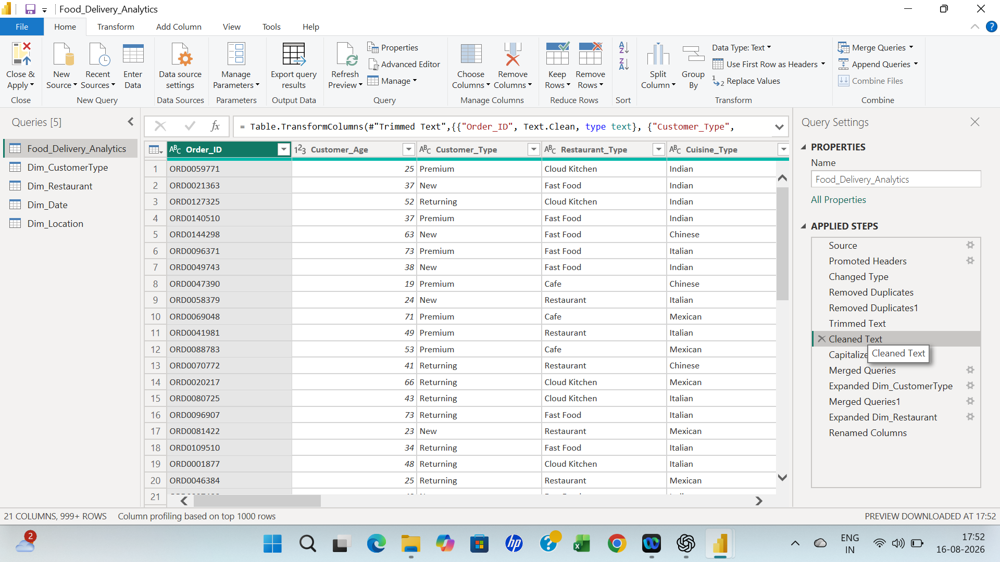 Food_Delivery_Analytics
File Home Transform Add Column View Tools Help
Close & Apply
Close
New Source
Recent Sources
Enter Data
New Query
Data source settings
Data Sources
Manage Parameters
Parameters
Export query results
Output Data
Refresh Preview
Properties
Advanced Editor
Manage
Query
Choose Columns
Remove Columns
Manage Columns
Keep Rows
Remove Rows
Reduce Rows
Sort
Split Column
Group By
Data Type: Text
Use First Row as Headers
Replace Values
Transform
Merge Queries
Append Queries
Combine Files
Combine
Queries [5]
Food_Delivery_Analytics
Dim_CustomerType
Dim_Restaurant
Dim_Date
Dim_Location
fx = Table.TransformColumns(#"Trimmed Text",{{"Order_ID", Text.Clean, type text}, {"Customer_Type",
Order_ID Customer_Age Customer_Type Restaurant_Type Cuisine_Type
1 ORD0059771 25 Premium Cloud Kitchen Indian
2 ORD0021363 37 New Fast Food Indian
3 ORD0127325 52 Returning Cloud Kitchen Indian
4 ORD0140510 37 Premium Fast Food Indian
5 ORD0144298 63 New Fast Food Chinese
6 ORD0096371 73 Premium Fast Food Italian
7 ORD0049743 38 New Fast Food Indian
8 ORD0047390 19 Premium Cafe Chinese
9 ORD0058379 24 New Restaurant Italian
10 ORD0069048 71 Premium Cafe Mexican
11 ORD0041981 49 Premium Restaurant Italian
12 ORD0088783 53 Premium Cafe Mexican
13 ORD0070772 41 Returning Restaurant Chinese
14 ORD0020217 66 Returning Cloud Kitchen Mexican
15 ORD0080725 43 Returning Cloud Kitchen Italian
16 ORD0096907 73 Returning Fast Food Italian
17 ORD0081422 23 New Restaurant Mexican
18 ORD0109510 34 Returning Fast Food Italian
19 ORD0001877 48 Returning Cloud Kitchen Italian
20 ORD0046384 25 Returning Restaurant Mexican
21
Query Settings
PROPERTIES
Name
Food_Delivery_Analytics
All Properties
APPLIED STEPS
Source
Promoted Headers
Changed Type
Removed Duplicates
Removed Duplicates1
Trimmed Text
Cleaned Text
Capitalize
Cleaned Text
Merged Queries
Expanded Dim_CustomerType
Merged Queries1
Expanded Dim_Restaurant
Renamed Columns
21 COLUMNS, 999+ ROWS Column profiling based on top 1000 rows
PREVIEW DOWNLOADED AT 17:52
2
hp
ENG
IN
17:52
16-08-2026